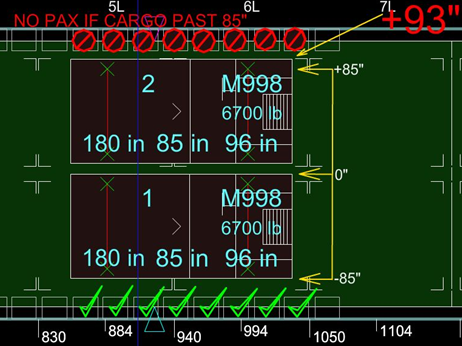 5L 6L 7L
NO PAX IF CARGO PAST 85" +93"
+85"
2 M998
6700 lb
180 in 85 in 96 in
0"
1 M998
6700 lb
180 in 85 in 96 in
-85"
830 884 940 994 1050 1104